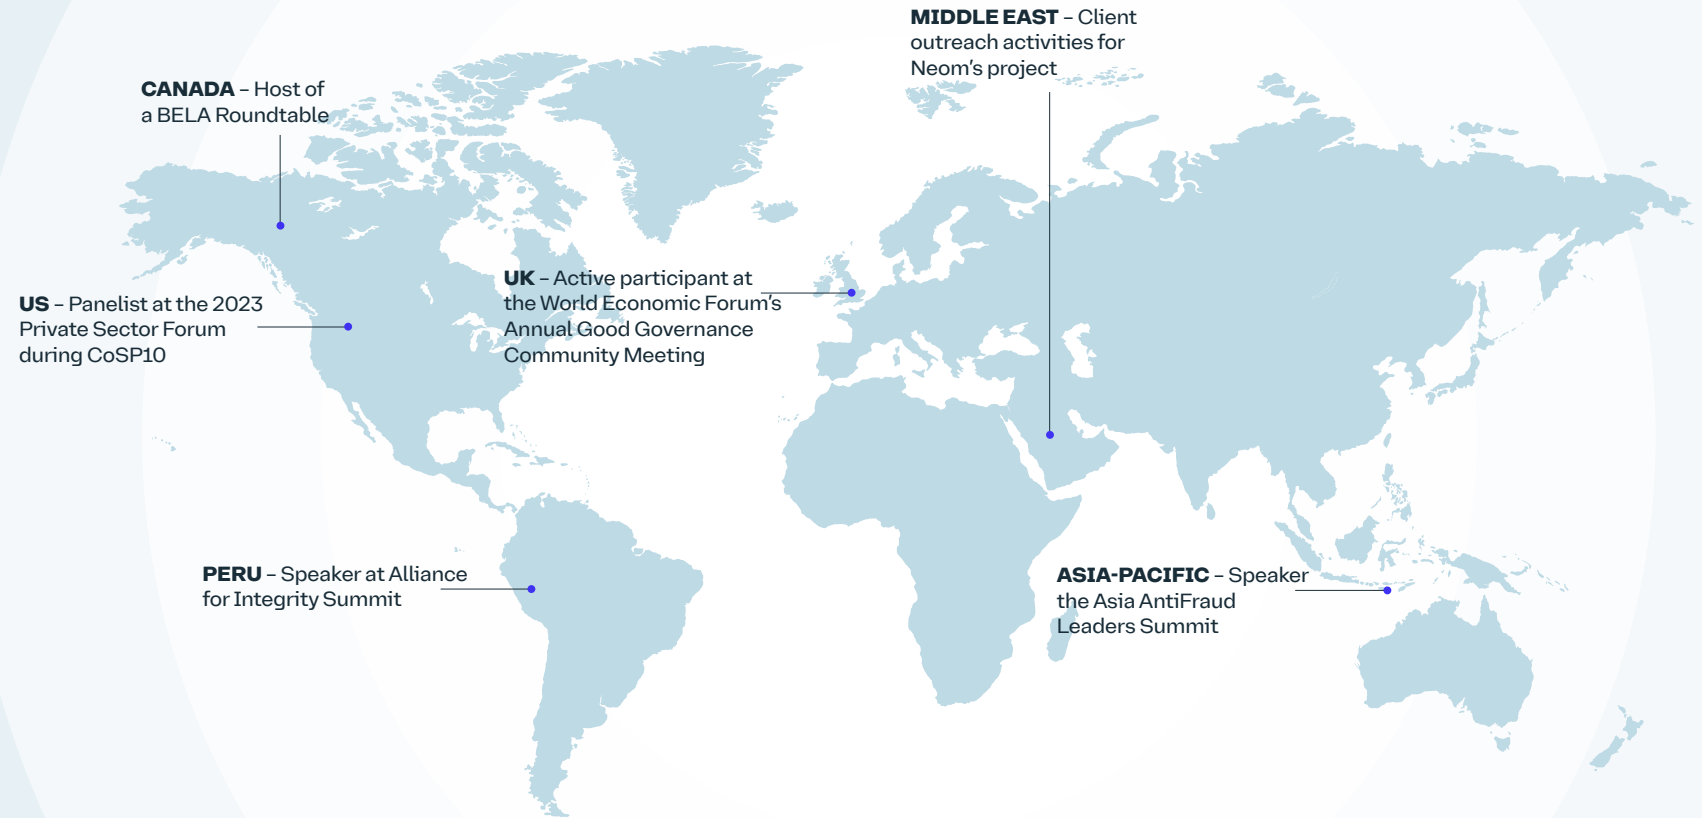 MIDDLE EAST – Client
outreach activities for
Neom's project
CANADA – Host of
a BELA Roundtable
UK – Active participant at
the World Economic Forum's
Annual Good Governance
Community Meeting
US – Panelist at the 2023
Private Sector Forum
during CoSP10
PERU – Speaker at Alliance
for Integrity Summit
ASIA-PACIFIC – Speaker
the Asia AntiFraud
Leaders Summit